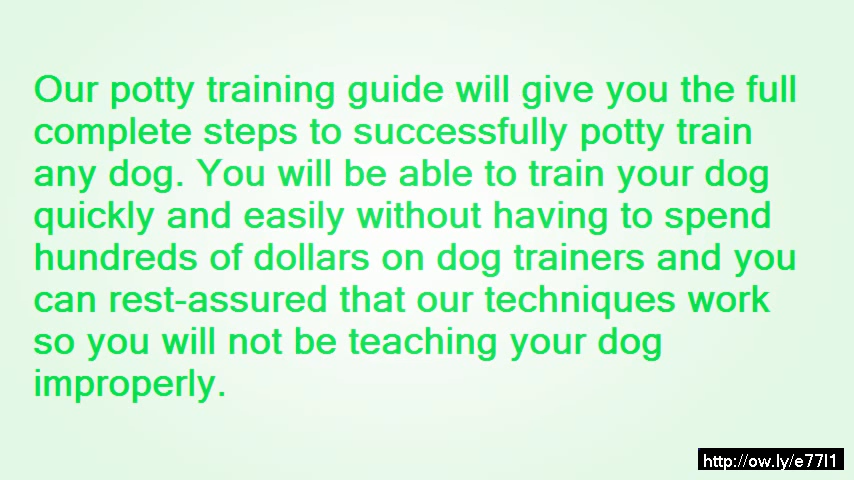 Our potty training guide will give you the full
complete steps to successfully potty train
any dog. You will be able to train your dog
quickly and easily without having to spend
hundreds of dollars on dog trainers and you
can rest-assured that our techniques work
so you will not be teaching your dog
improperly.
http://ow.ly/e77l1